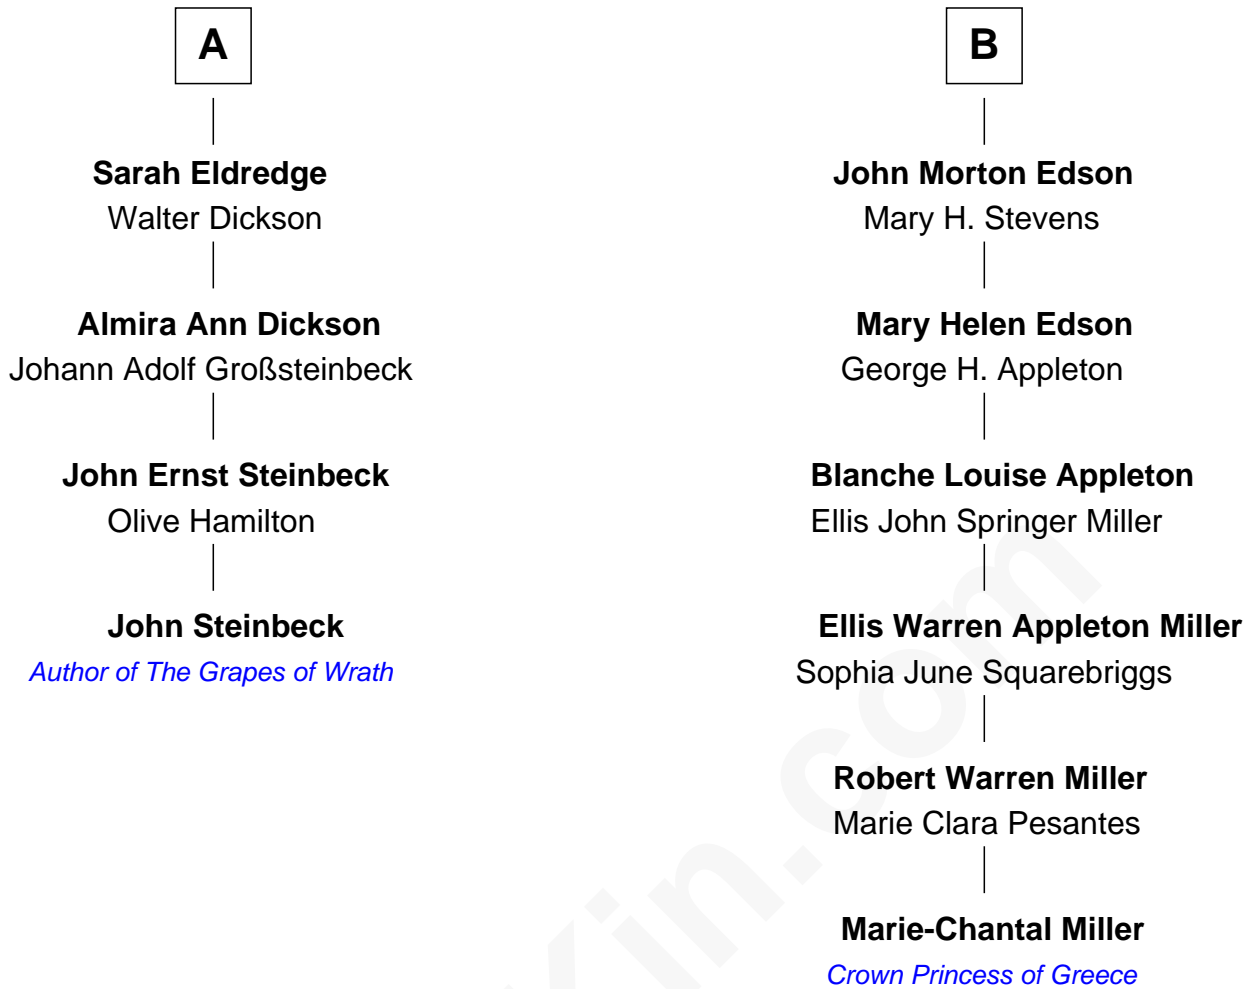 A
Sarah Eldredge
Walter Dickson
Almira Ann Dickson
Johann Adolf Großsteinbeck
John Ernst Steinbeck
Olive Hamilton
John Steinbeck
Author of The Grapes of Wrath
B
John Morton Edson
Mary H. Stevens
Mary Helen Edson
George H. Appleton
Blanche Louise Appleton
Ellis John Springer Miller
Ellis Warren Appleton Miller
Sophia June Squarebriggs
Robert Warren Miller
Marie Clara Pesantes
Marie-Chantal Miller
Crown Princess of Greece
Kin.com